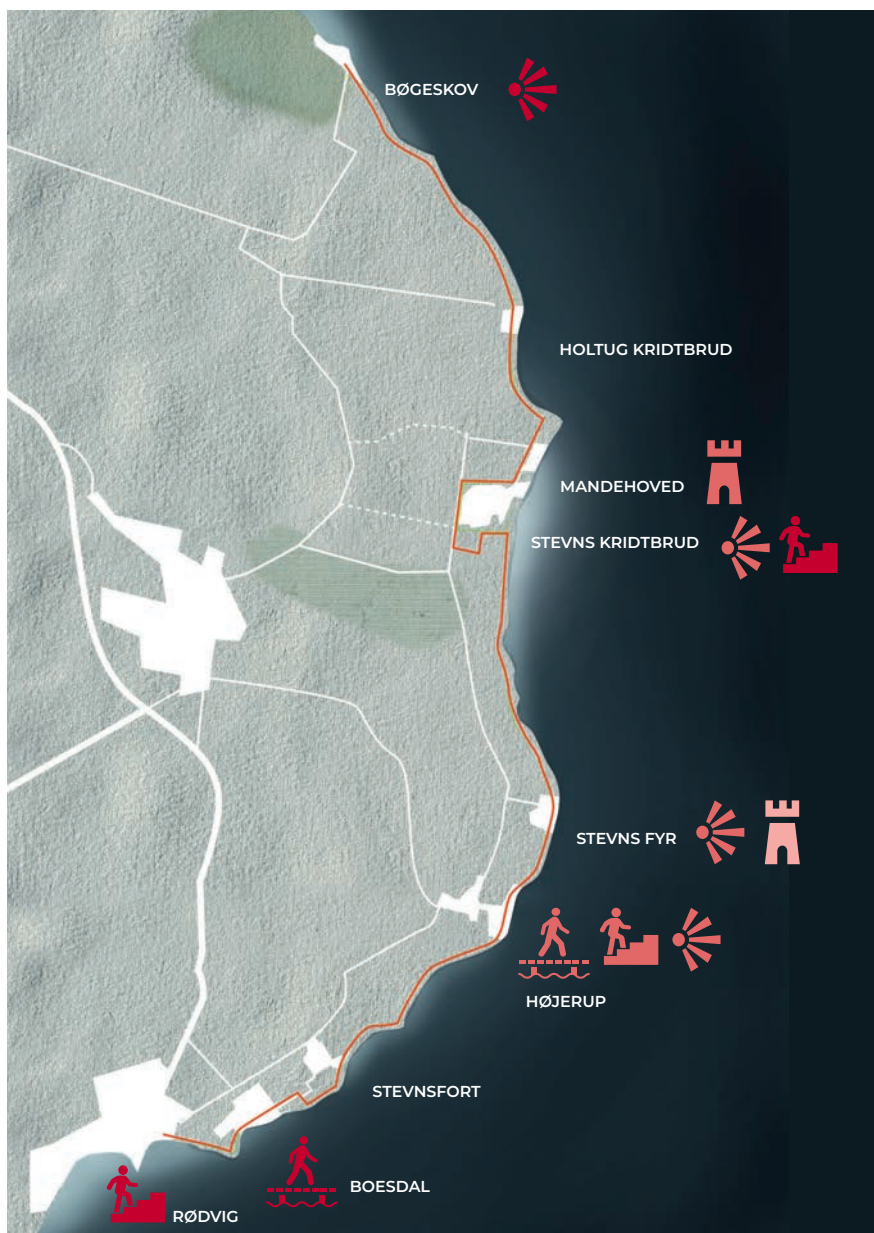 BØGESKOV
HOLTUG KRIDTBRUD
MANDEHOVED
STEVNS KRIDTBRUD
STEVNS FYR
HØJERUP
STEVNSFORT
BOESDAL
RØDVIG